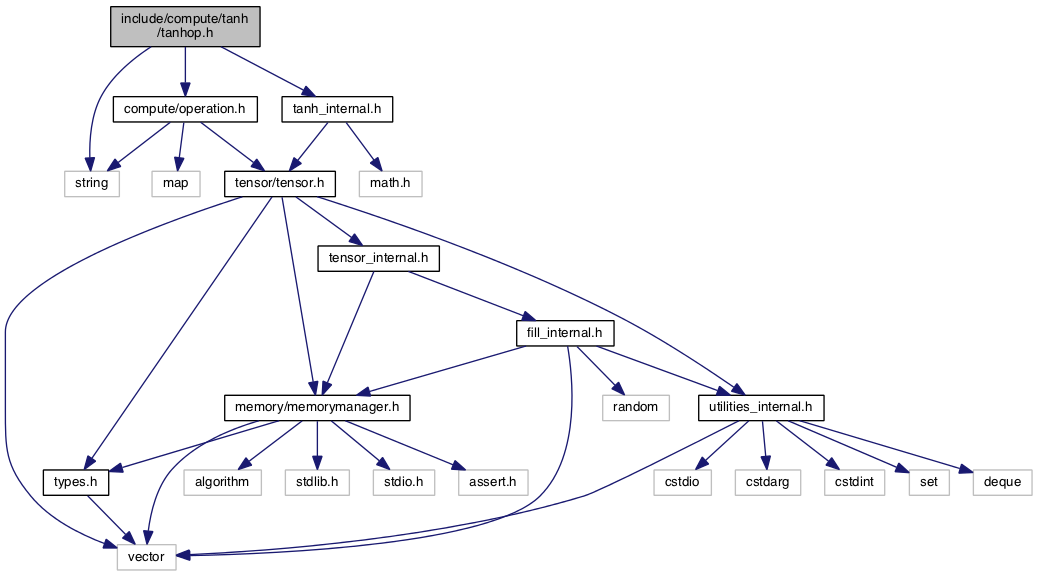 include/compute/tanh
/tanhop.h
compute/operation.h
tanh_internal.h
string
map
tensor/tensor.h
math.h
tensor_internal.h
fill_internal.h
memory/memorymanager.h
random
utilities_internal.h
types.h
algorithm
stdlib.h
stdio.h
assert.h
cstdio
cstdarg
cstdint
set
deque
vector